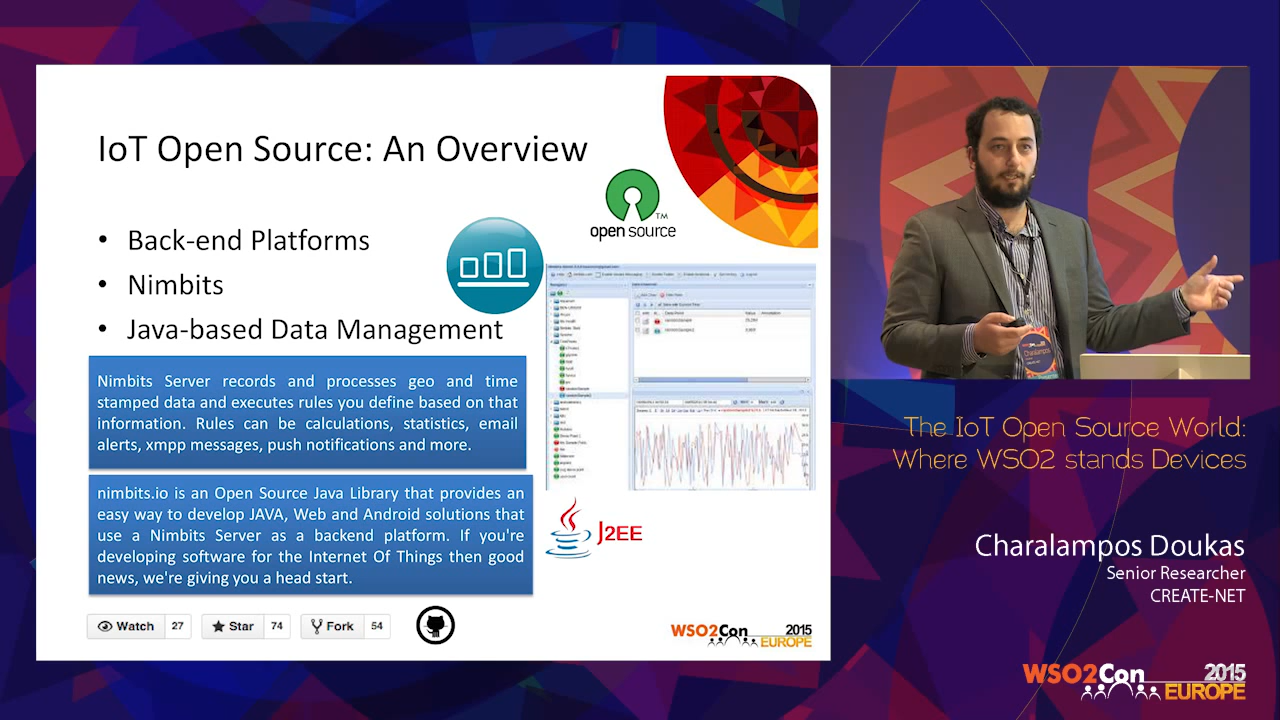 IoT Open Source: An Overview
TM
open source
• Back-end Platforms
• Nimbits
• Java-based Data Management
Nimbits Server records and processes geo and time
stamped data and executes rules you define based on that
information. Rules can be calculations, statistics, email
alerts, xmpp messages, push notifications and more.
nimbits.io is an Open Source Java Library that provides an
easy way to develop JAVA, Web and Android solutions that
use a Nimbits Server as a backend platform. If you're
developing software for the Internet Of Things then good
news, we're giving you a head start.
J2EE
Watch 27 Star 74 Fork 54
WSO2Con 2015
EUROPE
Charalampos
The IoT Open Source World:
Where WSO2 stands Devices
Charalampos Doukas
Senior Researcher
CREATE-NET
WSO2Con 2015
EUROPE